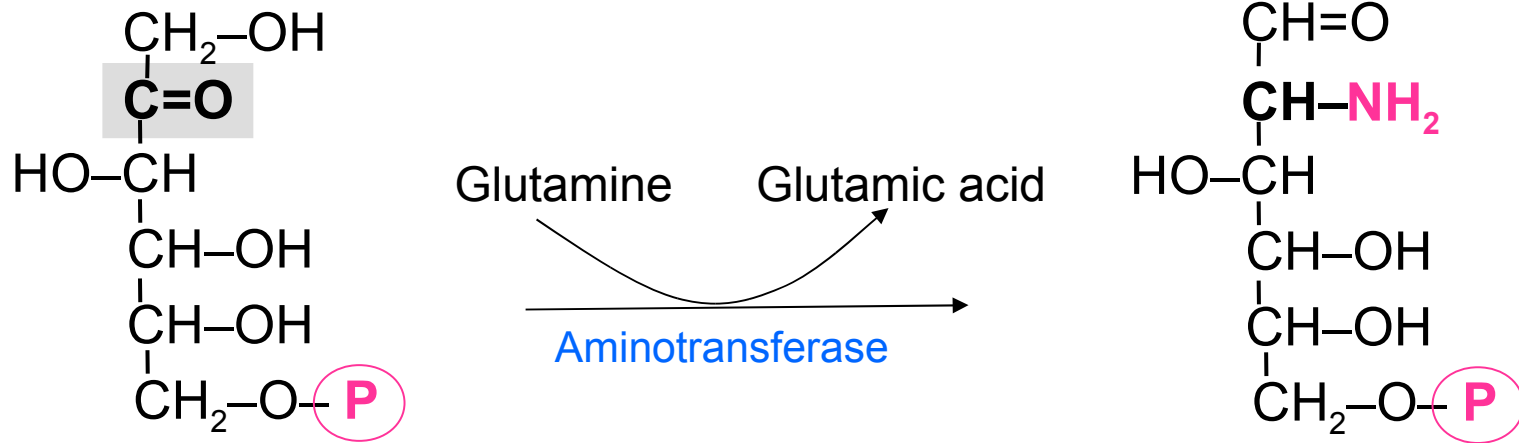 CH₂–OH
C=O
HO–CH
CH–OH
CH–OH
CH₂–O–P
Glutamine
Glutamic acid
Aminotransferase
CH=O
CH–NH₂
HO–CH
CH–OH
CH–OH
CH₂–O–P